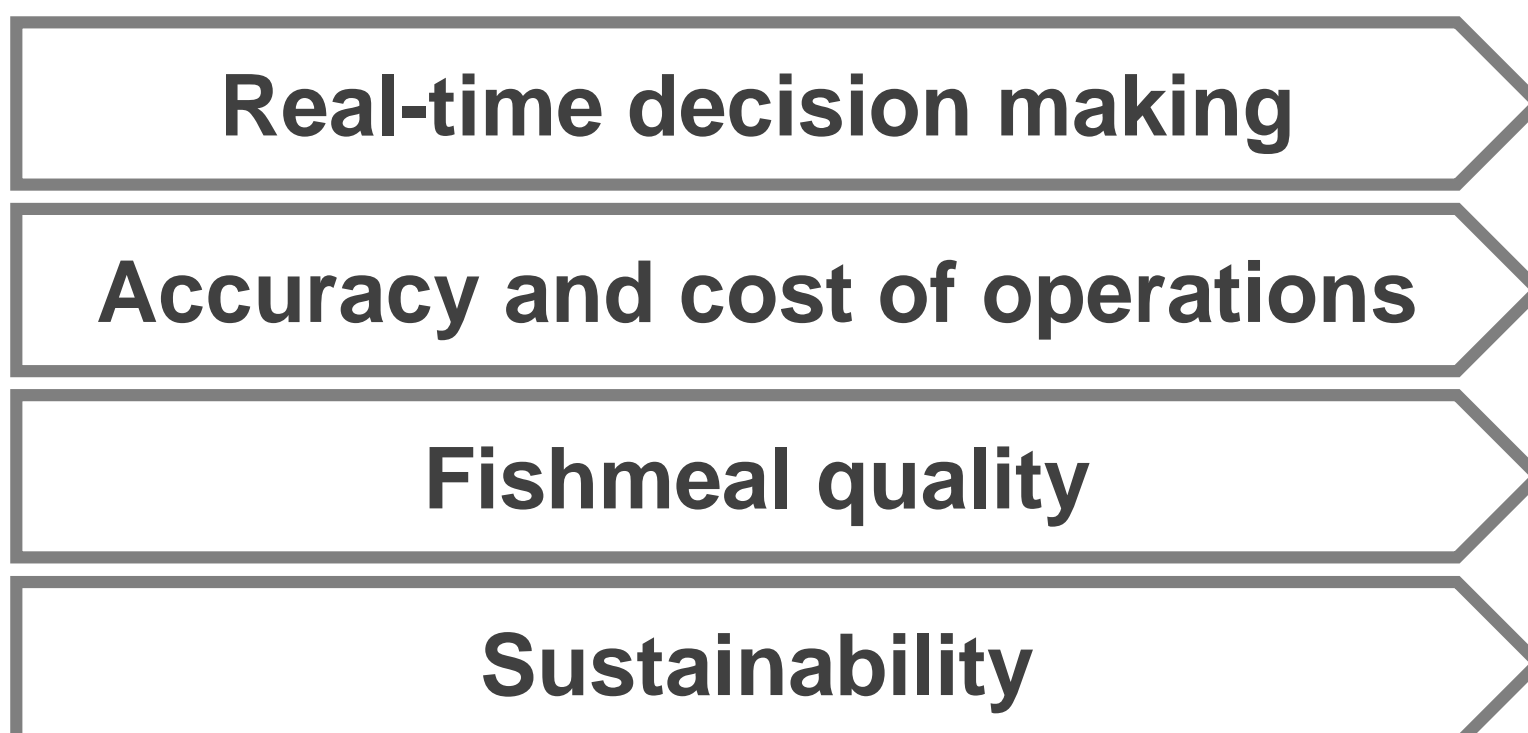 Real-time decision making
Accuracy and cost of operations
Fishmeal quality
Sustainability